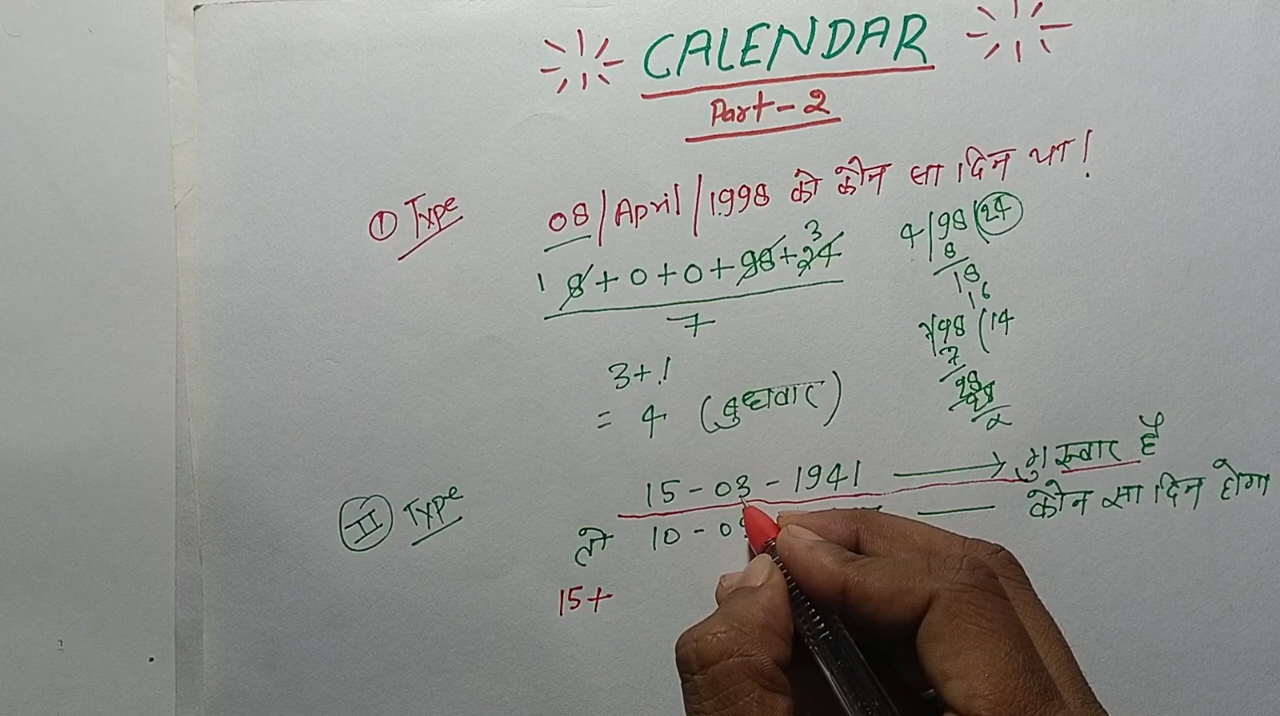 CALENDAR
Part-2
① Type 08/April/1998 को कौन सा दिन था!
1 8+0+0+98+24 3
7
4/98(24
8
18
16
7/98(14
7
28
28
3+1
= 4 (बुधवार)
II Type 15-03-1941 → गुरूवार है
तो 10-0 — कौन सा दिन होगा
15+